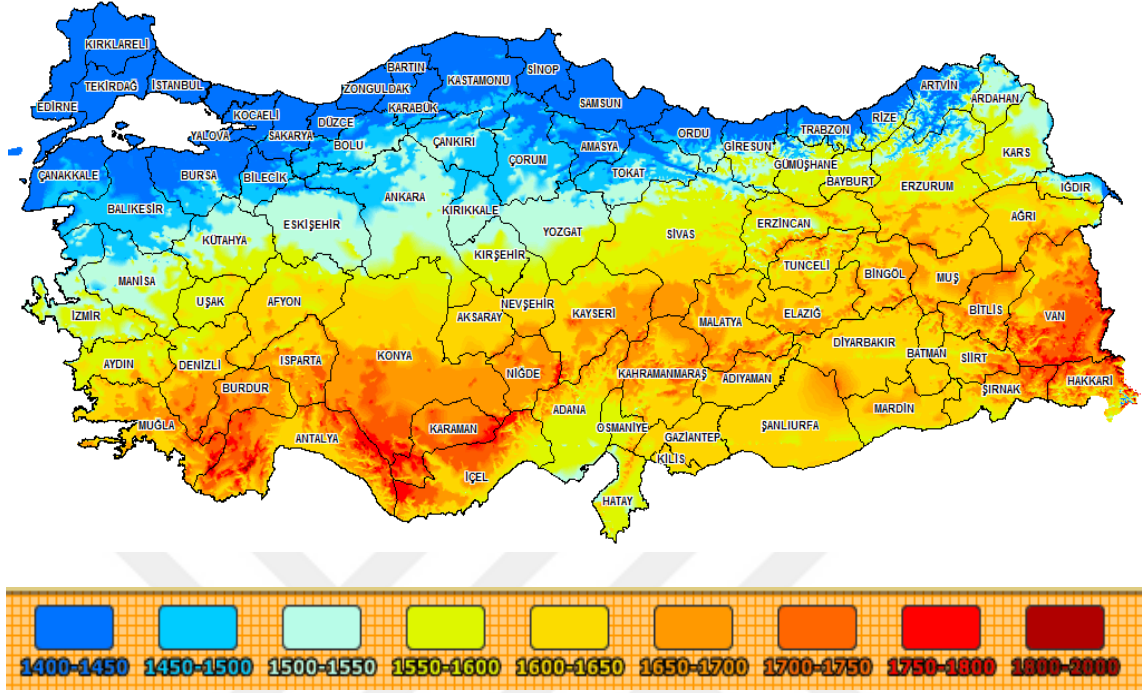 KIRKLARELİ
TEKİRDAĞ
İSTANBUL
EDİRNE
KOCAELİ
YALOVA
SAKARYA
DÜZCE
ZONGULDAK
BARTIN
KARABÜK
KASTAMONU
SİNOP
SAMSUN
BOLU
ÇANKIRI
ÇORUM
AMASYA
TOKAT
ORDU
GİRESUN
TRABZON
RİZE
ARTVİN
ARDAHAN
KARS
GÜMÜŞHANE
BAYBURT
ERZURUM
IĞDIR
AĞRI
ÇANAKKALE
BURSA
BİLECİK
BALIKESİR
KÜTAHYA
ESKİŞEHİR
ANKARA
KIRIKKALE
YOZGAT
SİVAS
ERZİNCAN
KIRŞEHİR
TUNCELİ
BİNGÖL
MUŞ
MANİSA
UŞAK
AFYON
NEVŞEHİR
AKSARAY
KAYSERİ
MALATYA
ELAZIĞ
BİTLİS
VAN
İZMİR
DİYARBAKIR
BATMAN
SİİRT
AYDIN
DENİZLİ
ISPARTA
KONYA
NİĞDE
KAHRAMANMARAŞ
ADIYAMAN
ŞIRNAK
HAKKARİ
BURDUR
MARDİN
MUĞLA
ANTALYA
KARAMAN
ADANA
OSMANİYE
GAZİANTEP
ŞANLIURFA
KİLİS
İÇEL
HATAY
1400-1450 1450-1500 1500-1550 1550-1600 1600-1650 1650-1700 1700-1750 1750-1800 1800-2000